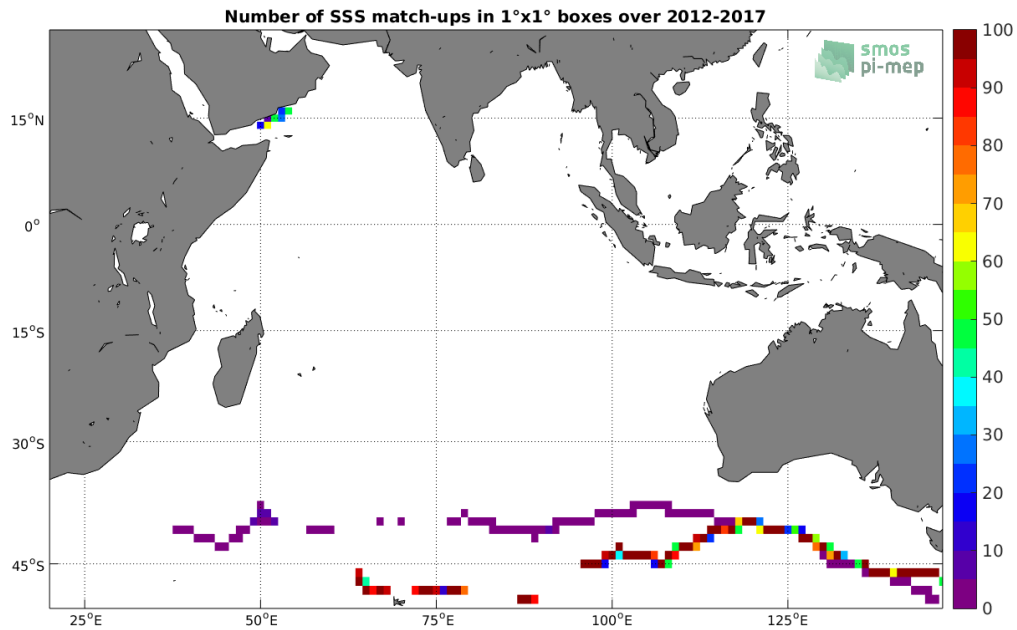 Number of SSS match-ups in 1°x1° boxes over 2012-2017
smos
pi-mep
100
90
80
70
60
50
40
30
20
10
0
15°N
0°
15°S
30°S
45°S
25°E
50°E
75°E
100°E
125°E